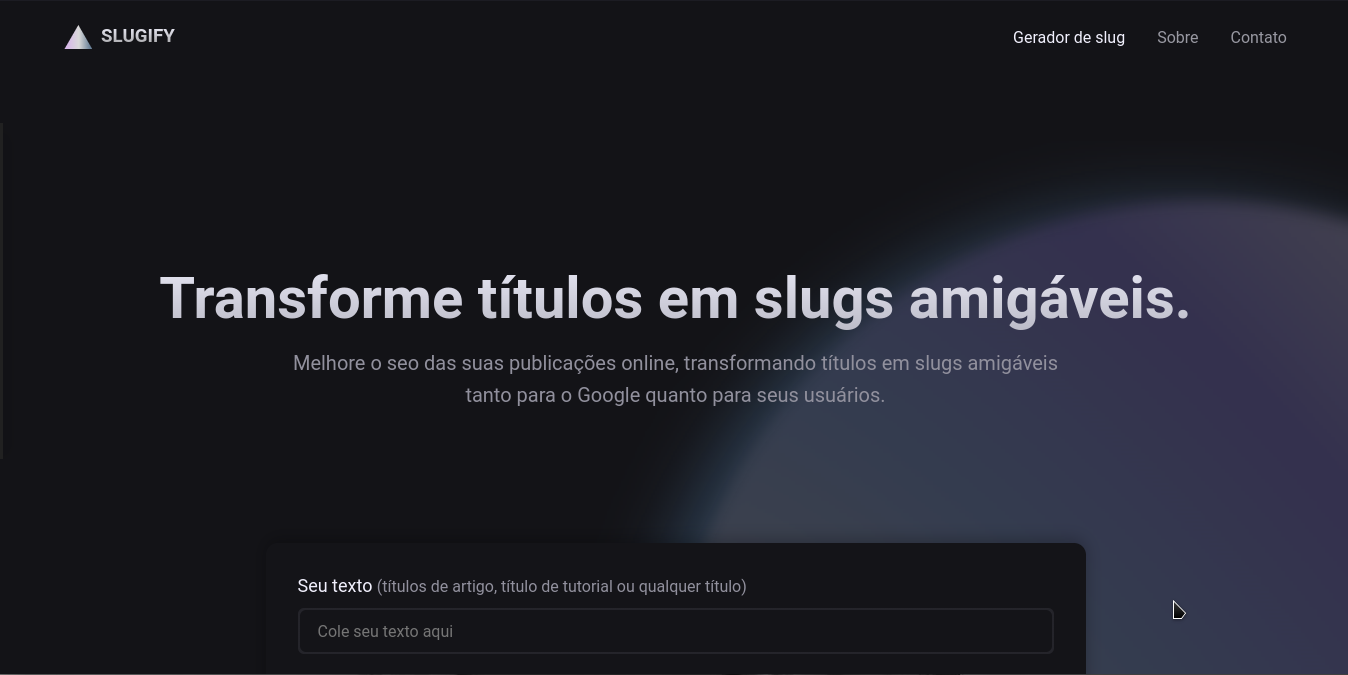 SLUGIFY
Gerador de slug Sobre Contato
Transforme títulos em slugs amigáveis.
Melhore o seo das suas publicações online, transformando títulos em slugs amigáveis
tanto para o Google quanto para seus usuários.
Seu texto (títulos de artigo, título de tutorial ou qualquer título)
Cole seu texto aqui